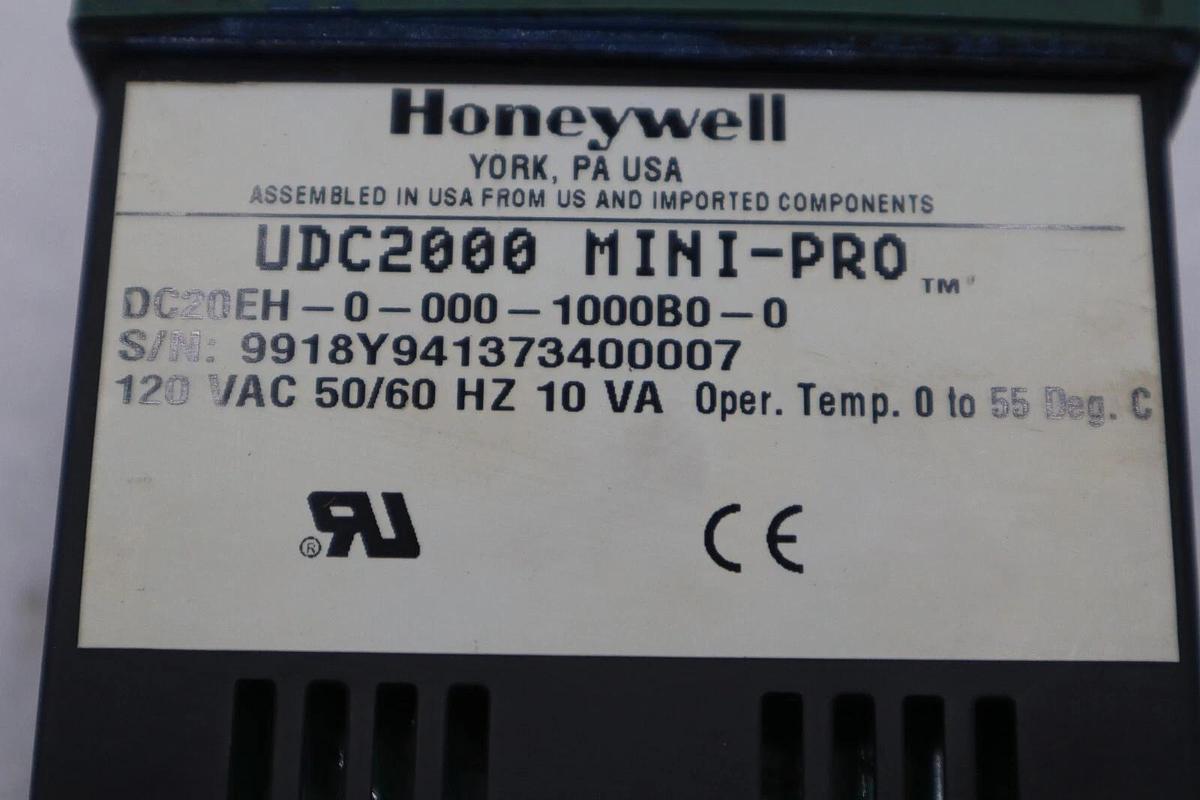 Honeywell
YORK, PA USA
ASSEMBLED IN USA FROM US AND IMPORTED COMPONENTS
UDC2000 MINI-PRO TM
DC20EH-0-000-1000B0-0
S/N: 9918Y941373400007
120 VAC 50/60 HZ 10 VA Oper. Temp. 0 to 55 Deg. C
® RU CE